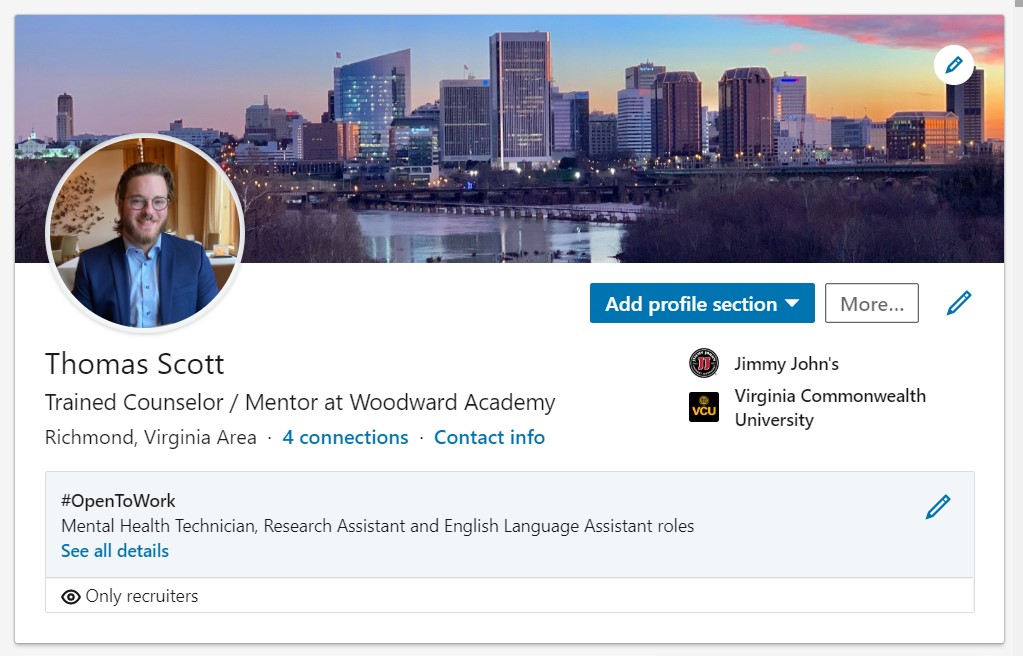 Add profile section
More...
Thomas Scott
Jimmy John's
Trained Counselor / Mentor at Woodward Academy
VCU
Virginia Commonwealth
University
Richmond, Virginia Area · 4 connections · Contact info
#OpenToWork
Mental Health Technician, Research Assistant and English Language Assistant roles
See all details
Only recruiters